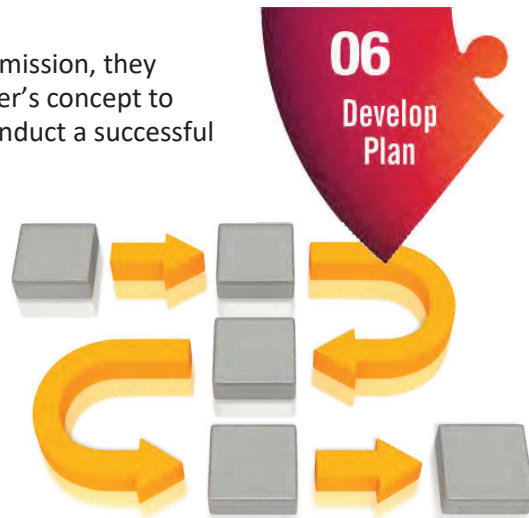 mission, they
er's concept to
nduct a successful
06
Develop
Plan